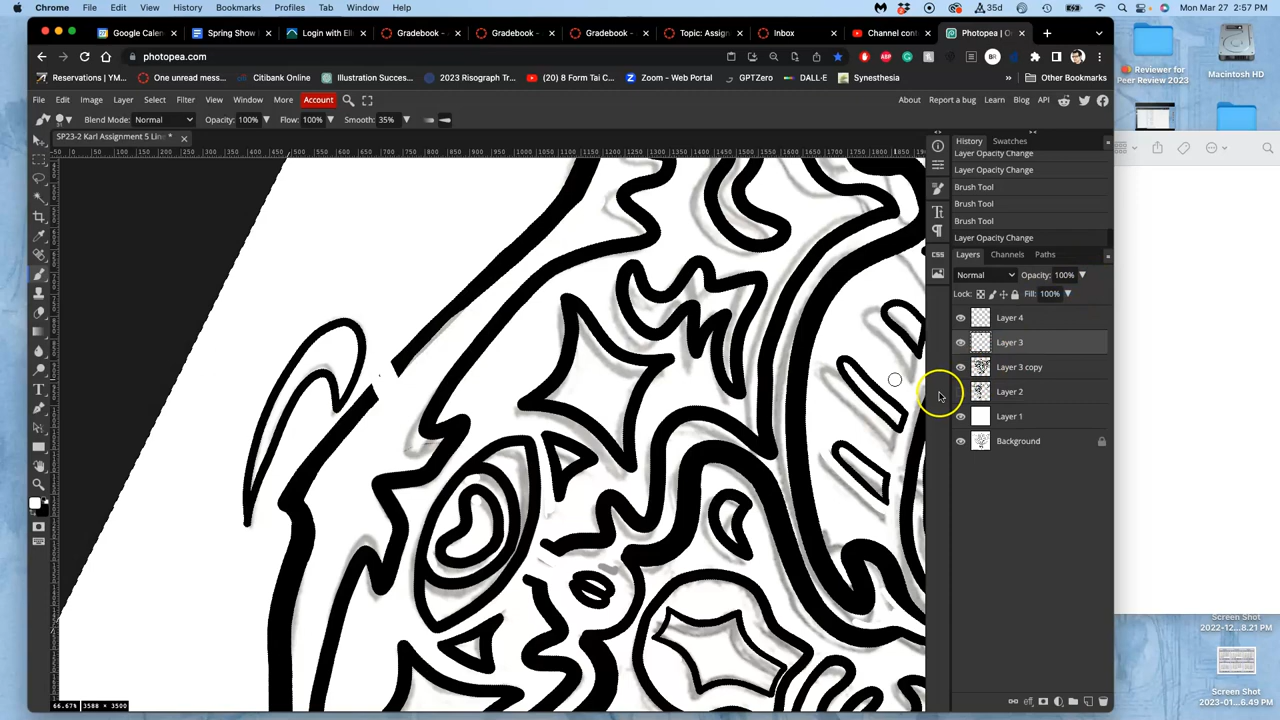 Chrome File Edit View History Bookmarks Profiles Tab Window Help 35d Mon Mar 27 2:57 PM
Google Calen Spring Show Login with Elle Gradebook - Gradebook - Gradebook - Topic: Assign Inbox Channel cont Photopea | O
photopea.com
Reservations | YM... One unread mess... Citibank Online Illustration Succes... (20) 8 Form Tai C... Zoom – Web Portal GPTZero DALL·E Synesthesia » Other Bookmarks
File Edit Image Layer Select Filter View Window More Account About Report a bug Learn Blog API
Blend Mode: Normal Opacity: 100% Flow: 100% Smooth: 35%
SP23-2 Karl Assignment 5 Line *
History Swatches
Layer Opacity Change
Layer Opacity Change
Brush Tool
Brush Tool
Brush Tool
Layer Opacity Change
Layers Channels Paths
Normal Opacity: 100%
Lock: Fill: 100%
Layer 4
Layer 3
Layer 3 copy
Layer 2
Layer 1
Background
66.67% 3588 × 3500
Reviewer for
Peer Review 2023
Macintosh HD
Screen Shot
2022-12...8.21 PM
Screen Shot
2023-01...6.49 PM